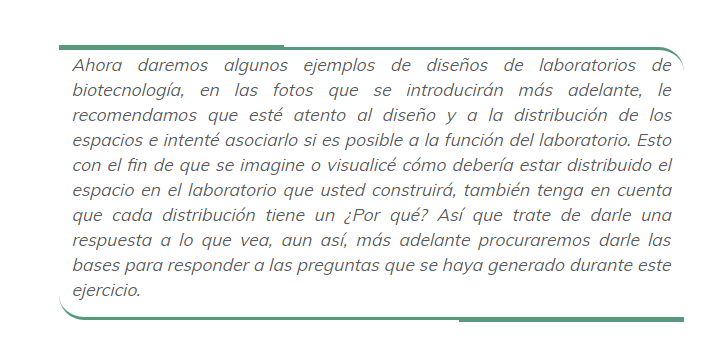 Ahora daremos algunos ejemplos de diseños de laboratorios de
biotecnología, en las fotos que se introducirán más adelante, le
recomendamos que esté atento al diseño y a la distribución de los
espacios e intenté asociarlo si es posible a la función del laboratorio. Esto
con el fin de que se imagine o visualicé cómo debería estar distribuido el
espacio en el laboratorio que usted construirá, también tenga en cuenta
que cada distribución tiene un ¿Por qué? Así que trate de darle una
respuesta a lo que vea, aun así, más adelante procuraremos darle las
bases para responder a las preguntas que se haya generado durante este
ejercicio.